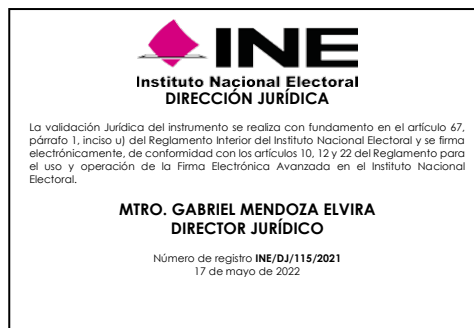 INE
Instituto Nacional Electoral
DIRECCIÓN JURÍDICA
La validación Jurídica del instrumento se realiza con fundamento en el artículo 67,
párrafo 1, inciso u) del Reglamento Interior del Instituto Nacional Electoral y se firma
electrónicamente, de conformidad con los artículos 10, 12 y 22 del Reglamento para
el uso y operación de la Firma Electrónica Avanzada en el Instituto Nacional
Electoral.
MTRO. GABRIEL MENDOZA ELVIRA
DIRECTOR JURÍDICO
Número de registro INE/DJ/115/2021
17 de mayo de 2022